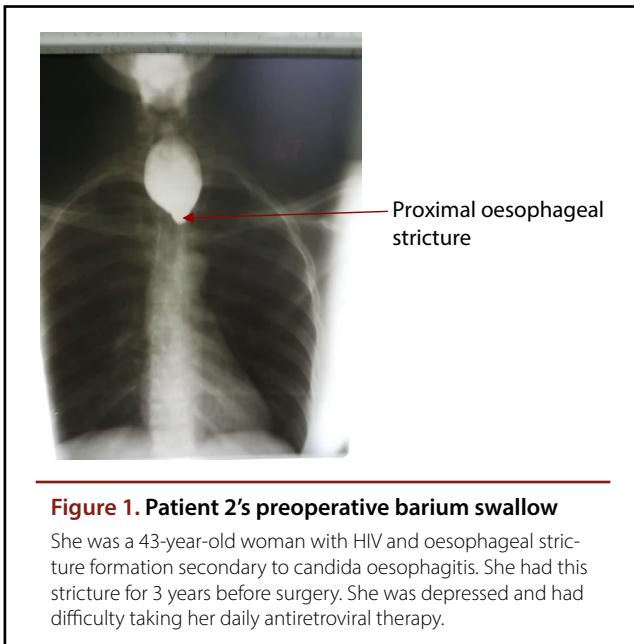 Proximal oesophageal
stricture
Figure 1. Patient 2's preoperative barium swallow
She was a 43-year-old woman with HIV and oesophageal stric-
ture formation secondary to candida oesophagitis. She had this
stricture for 3 years before surgery. She was depressed and had
difficulty taking her daily antiretroviral therapy.